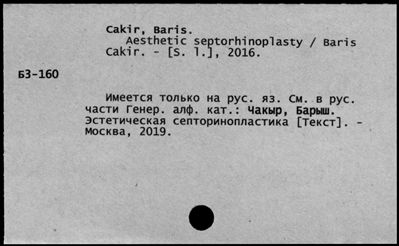 Cakir, Baris.
Aesthetic septorhinoplasty / Baris
Cakir. - [S. l.], 2016.
Б3-160
Имеется только на рус. яз. См. в рус.
части Генер. алф. кат.: Чакыр, Барыш.
Эстетическая септоринопластика [Текст]. -
Москва, 2019.